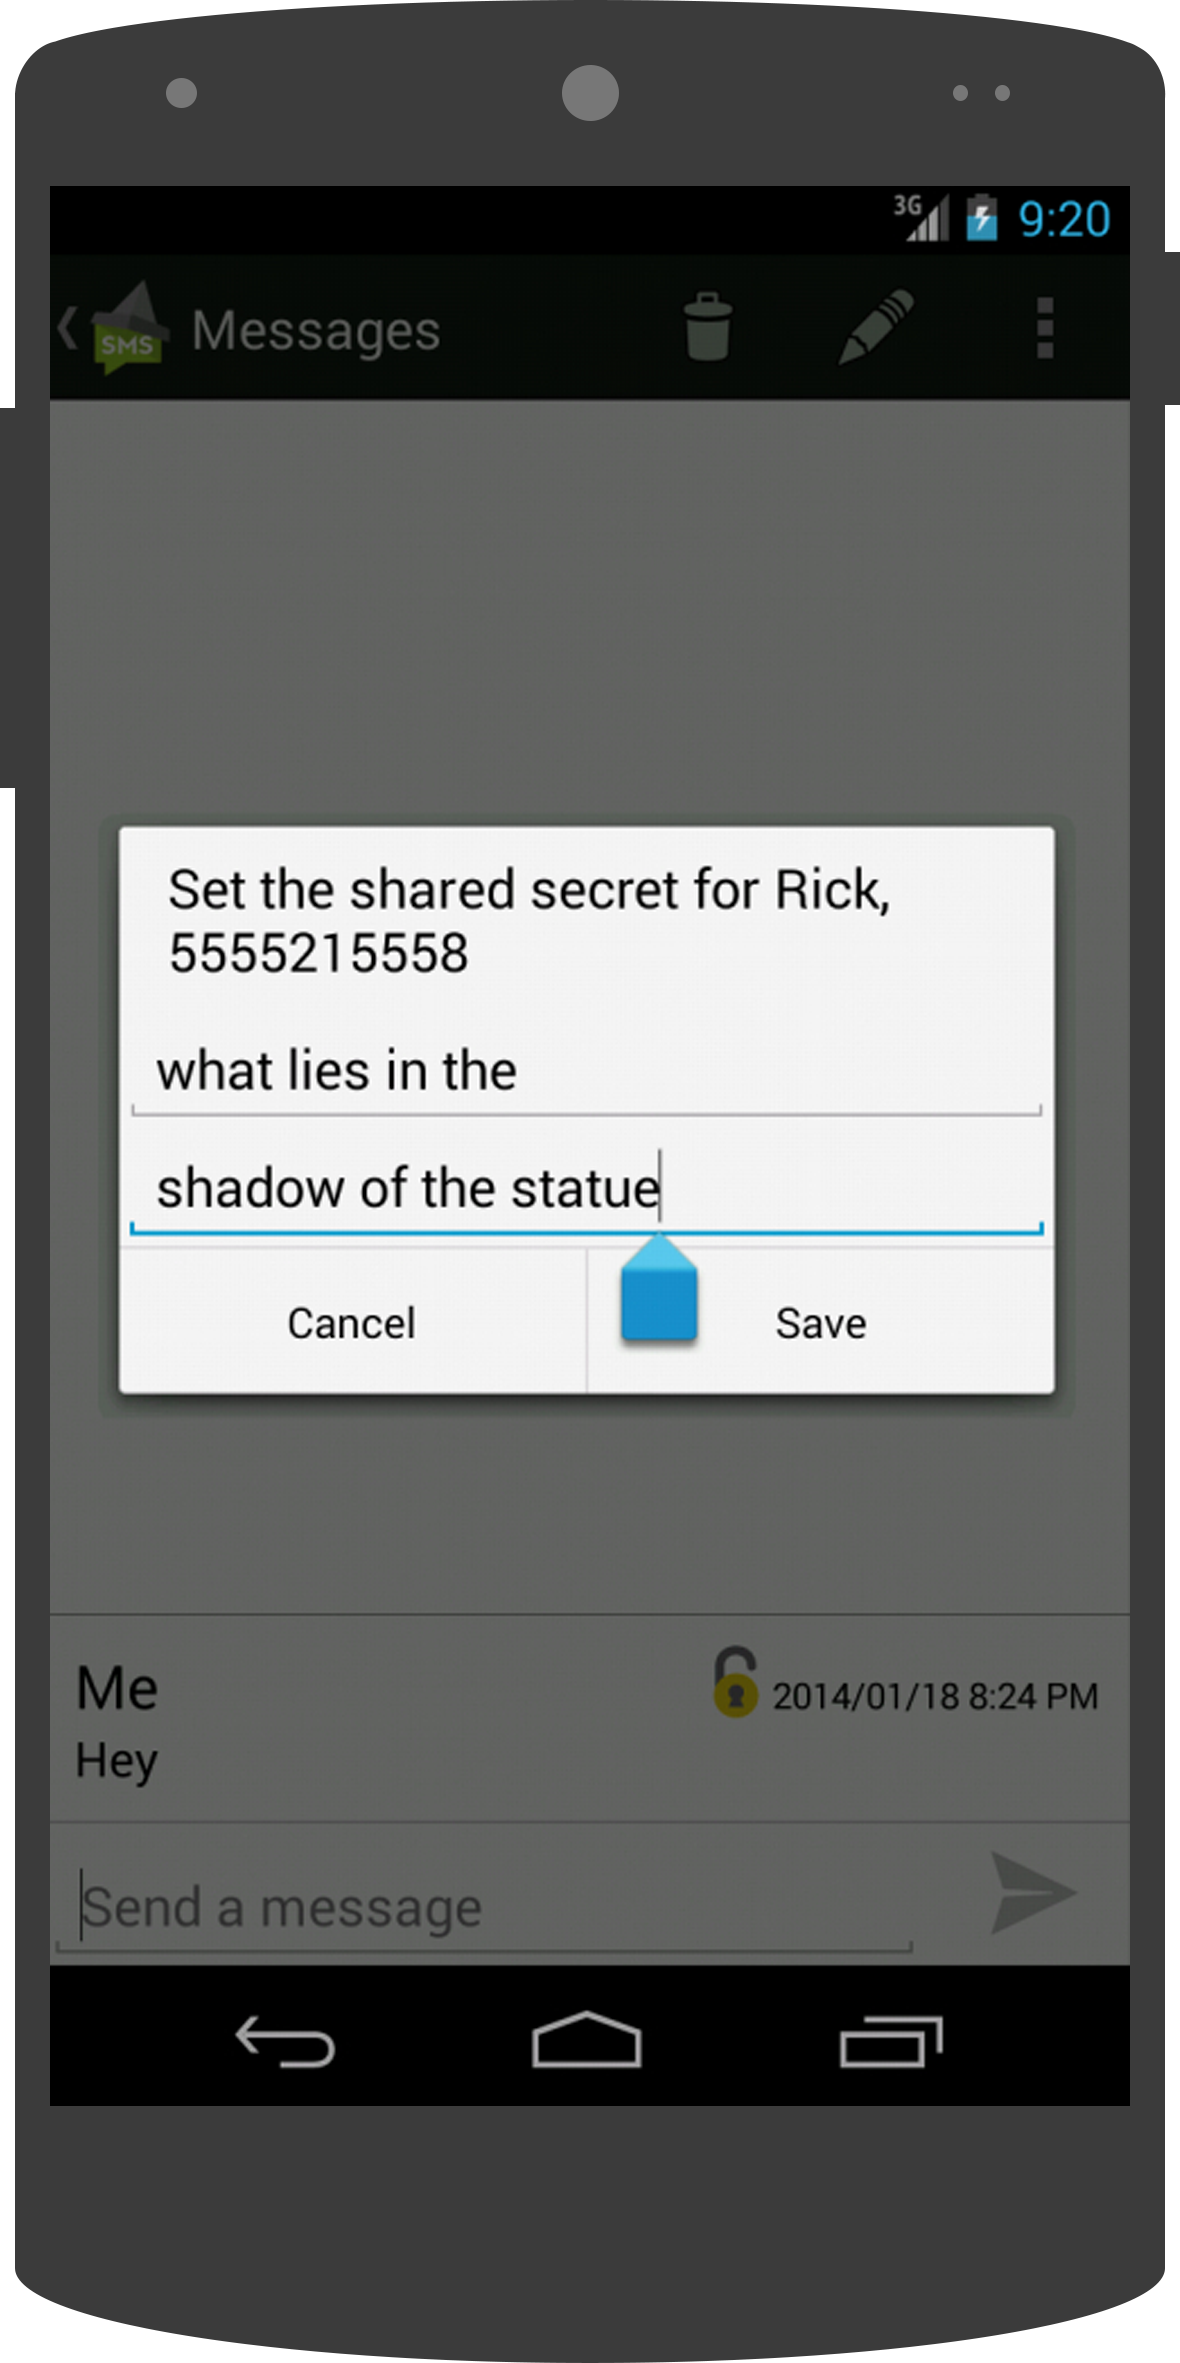 3G 9:20
SMS Messages
Set the shared secret for Rick,
5555215558
what lies in the
shadow of the statue
Cancel Save
Me 2014/01/18 8:24 PM
Hey
Send a message